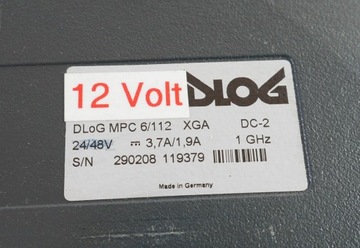 12 Volt DLOG
DLoG MPC 6/112 XGA DC-2
24/48V ⎓ 3,7A/1,9A 1 GHz
S/N 290208 119379
Made in Germany